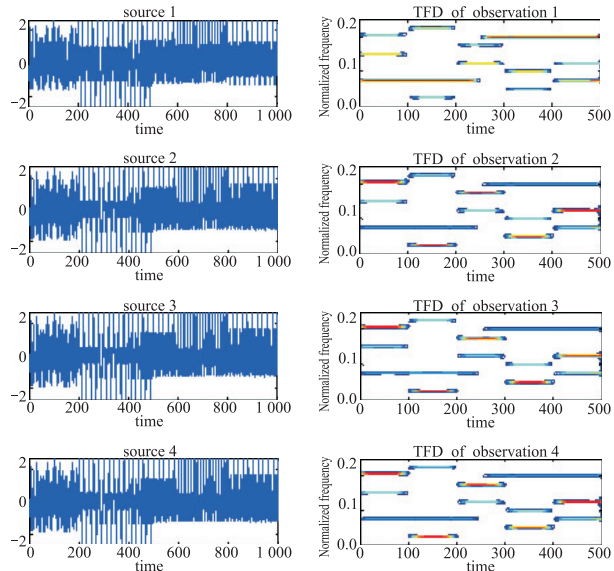 source 1
2
0
−2
0 200 400 600 800 1 000
time
TFD of observation 1
Normalized frequency
0.2
0.1
0.0
0 100 200 300 400 500
time
source 2
2
0
−2
0 200 400 600 800 1 000
time
TFD of observation 2
Normalized frequency
0.2
0.1
0.0
0 100 200 300 400 500
time
source 3
2
0
−2
0 200 400 600 800 1 000
time
TFD of observation 3
Normalized frequency
0.2
0.1
0.0
0 100 200 300 400 500
time
source 4
2
0
−2
0 200 400 600 800 1 000
time
TFD of observation 4
Normalized frequency
0.2
0.1
0.0
0 100 200 300 400 500
time